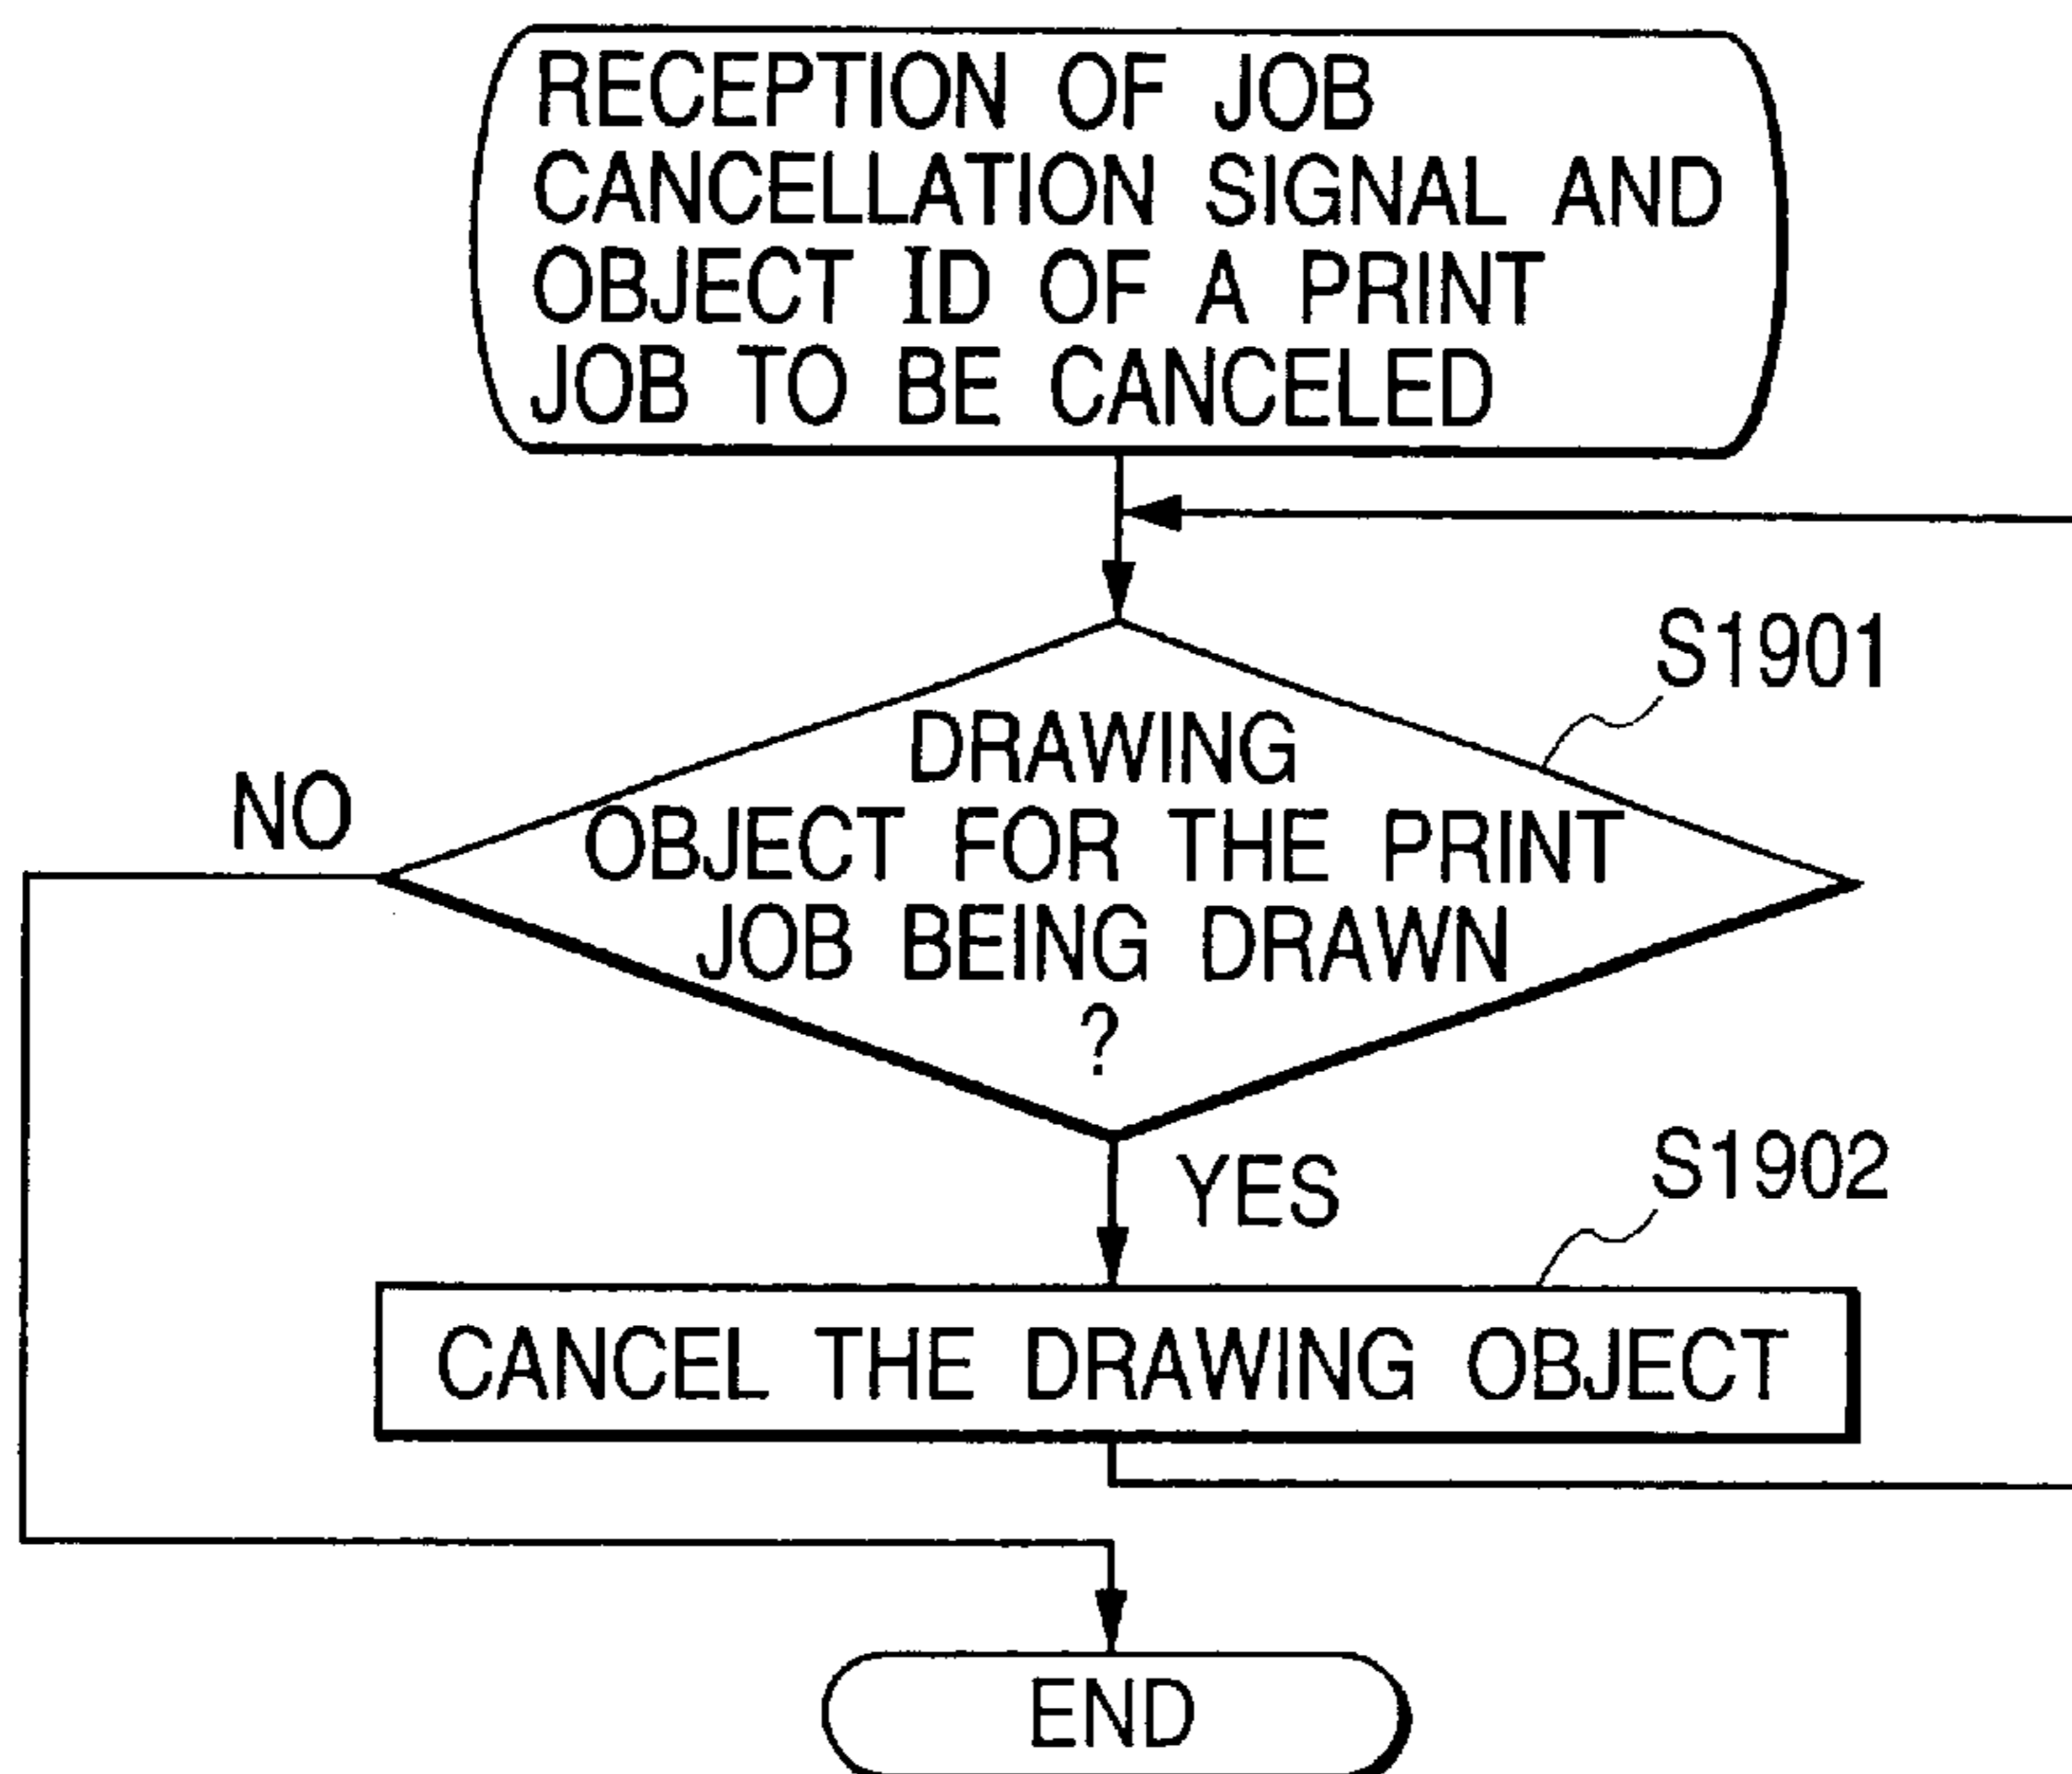 RECEPTION OF JOB
CANCELLATION SIGNAL AND
OBJECT ID OF A PRINT
JOB TO BE CANCELED
S1901
DRAWING
OBJECT FOR THE PRINT
JOB BEING DRAWN
?
NO
YES
S1902
CANCEL THE DRAWING OBJECT
END